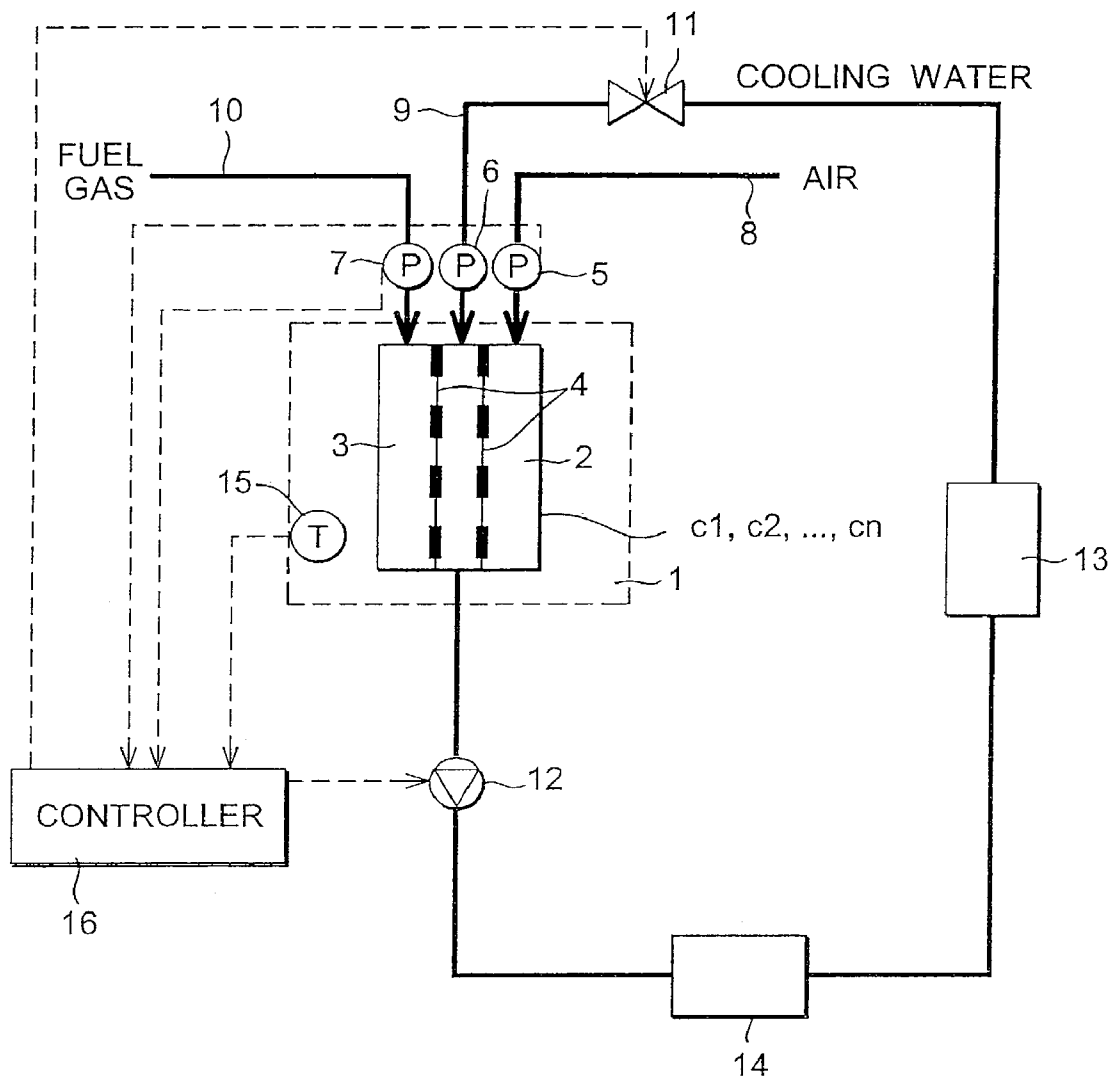 11
COOLING WATER
10
9
FUEL
GAS
6
AIR
8
7
P
P
P
5
4
3
2
15
T
c1, c2, ..., cn
13
1
12
CONTROLLER
16
14